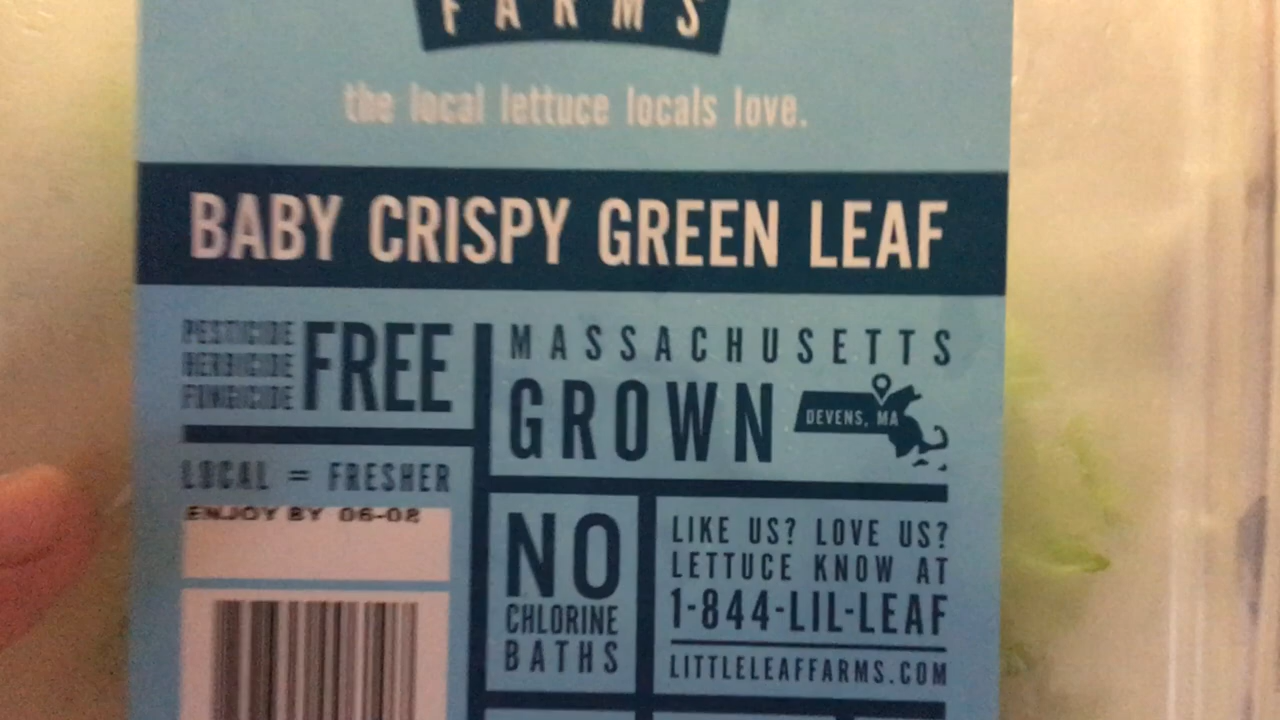 FARMS
the local lettuce locals love.
BABY CRISPY GREEN LEAF
PESTICIDE
HERBICIDE
FUNGICIDE
FREE
LOCAL = FRESHER
ENJOY BY 06-08
MASSACHUSETTS
GROWN
DEVENS, MA
NO
CHLORINE
BATHS
LIKE US? LOVE US?
LETTUCE KNOW AT
1-844-LIL-LEAF
LITTLELEAFFARMS.COM